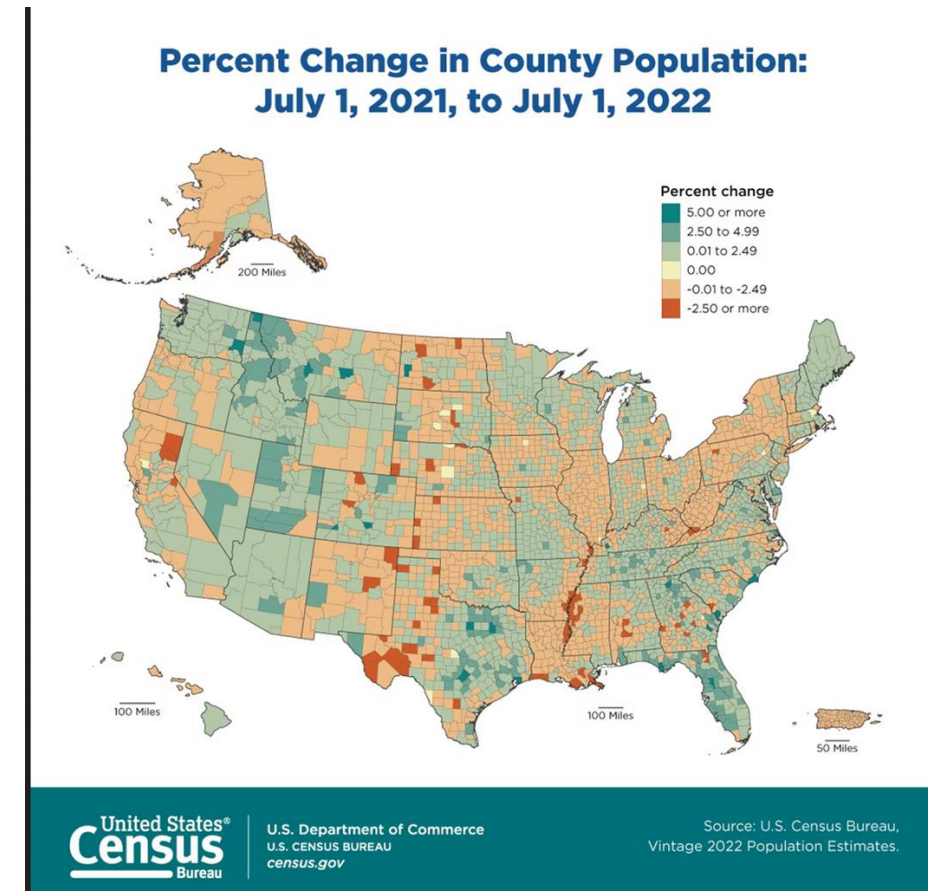 Percent Change in County Population:
July 1, 2021, to July 1, 2022
Percent change
5.00 or more
2.50 to 4.99
0.01 to 2.49
0.00
-0.01 to -2.49
-2.50 or more
200 Miles
100 Miles
100 Miles
50 Miles
United States®
Census
Bureau
U.S. Department of Commerce
U.S. CENSUS BUREAU
census.gov
Source: U.S. Census Bureau,
Vintage 2022 Population Estimates.